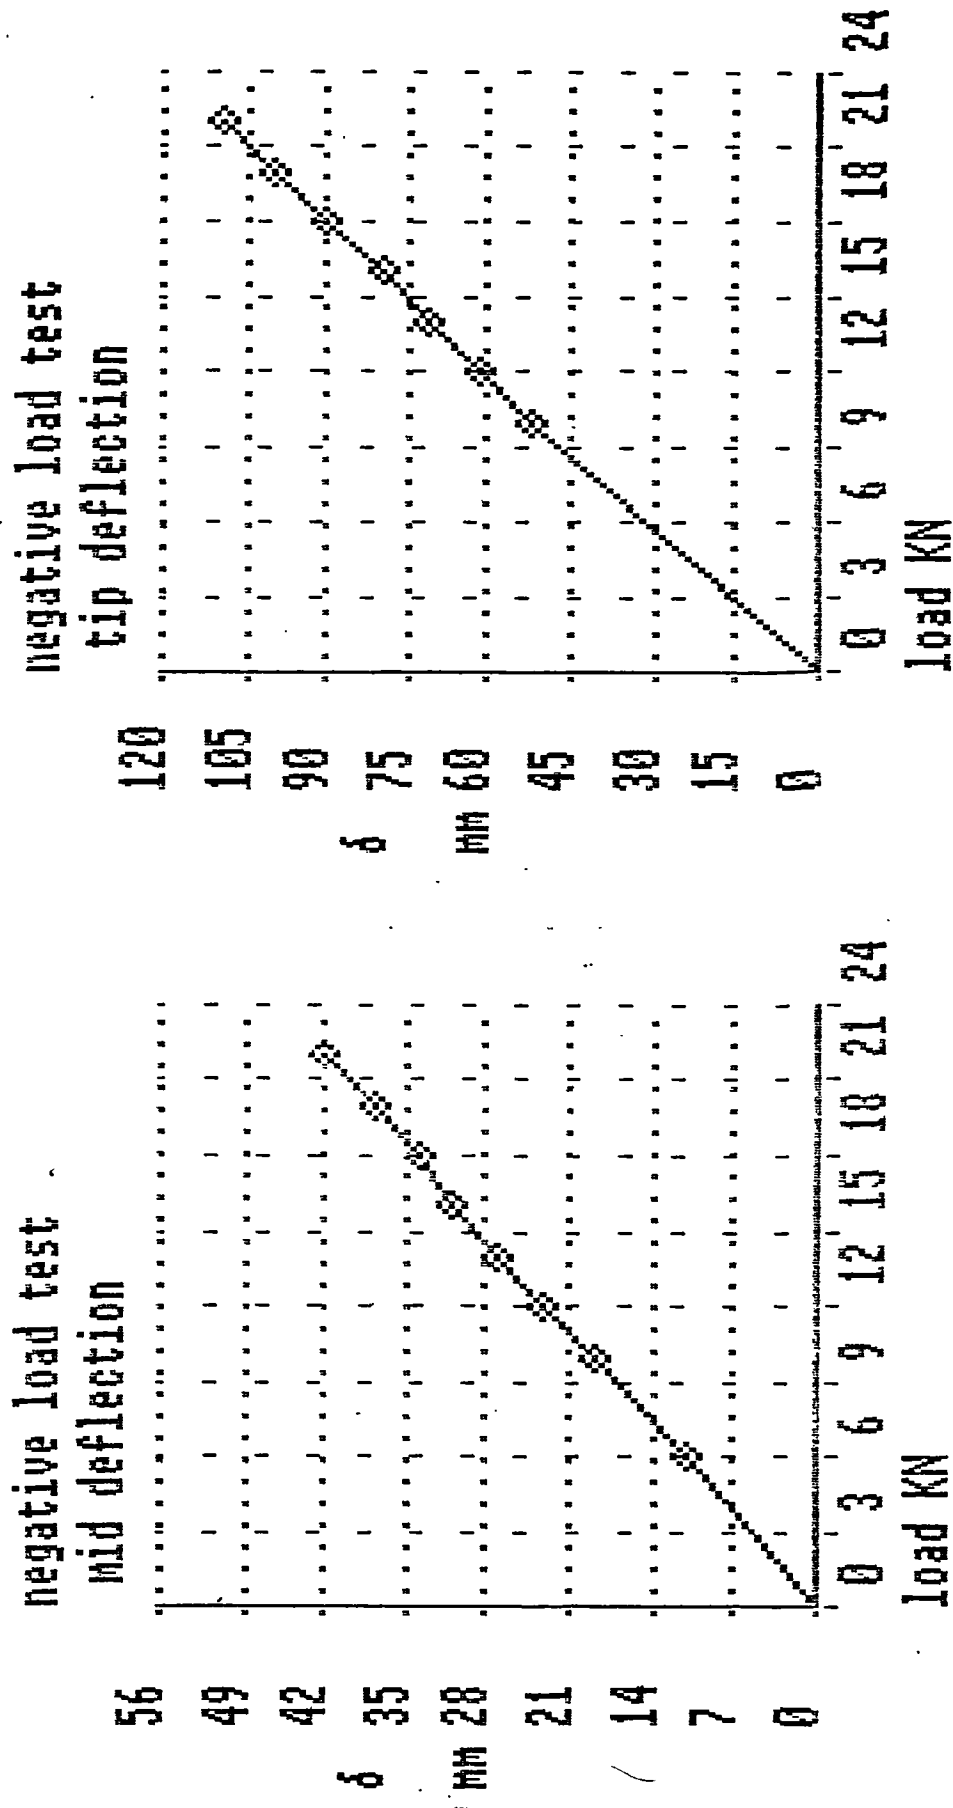 negative load test
Mid deflection
56
49
42
35
28
21
14
7
0
δ
mm
0 3 6 9 12 15 18 21 24
load KN
negative load test
tip deflection
120
105
90
75
60
45
30
15
0
δ
mm
0 3 6 9 12 15 18 21 24
load KN